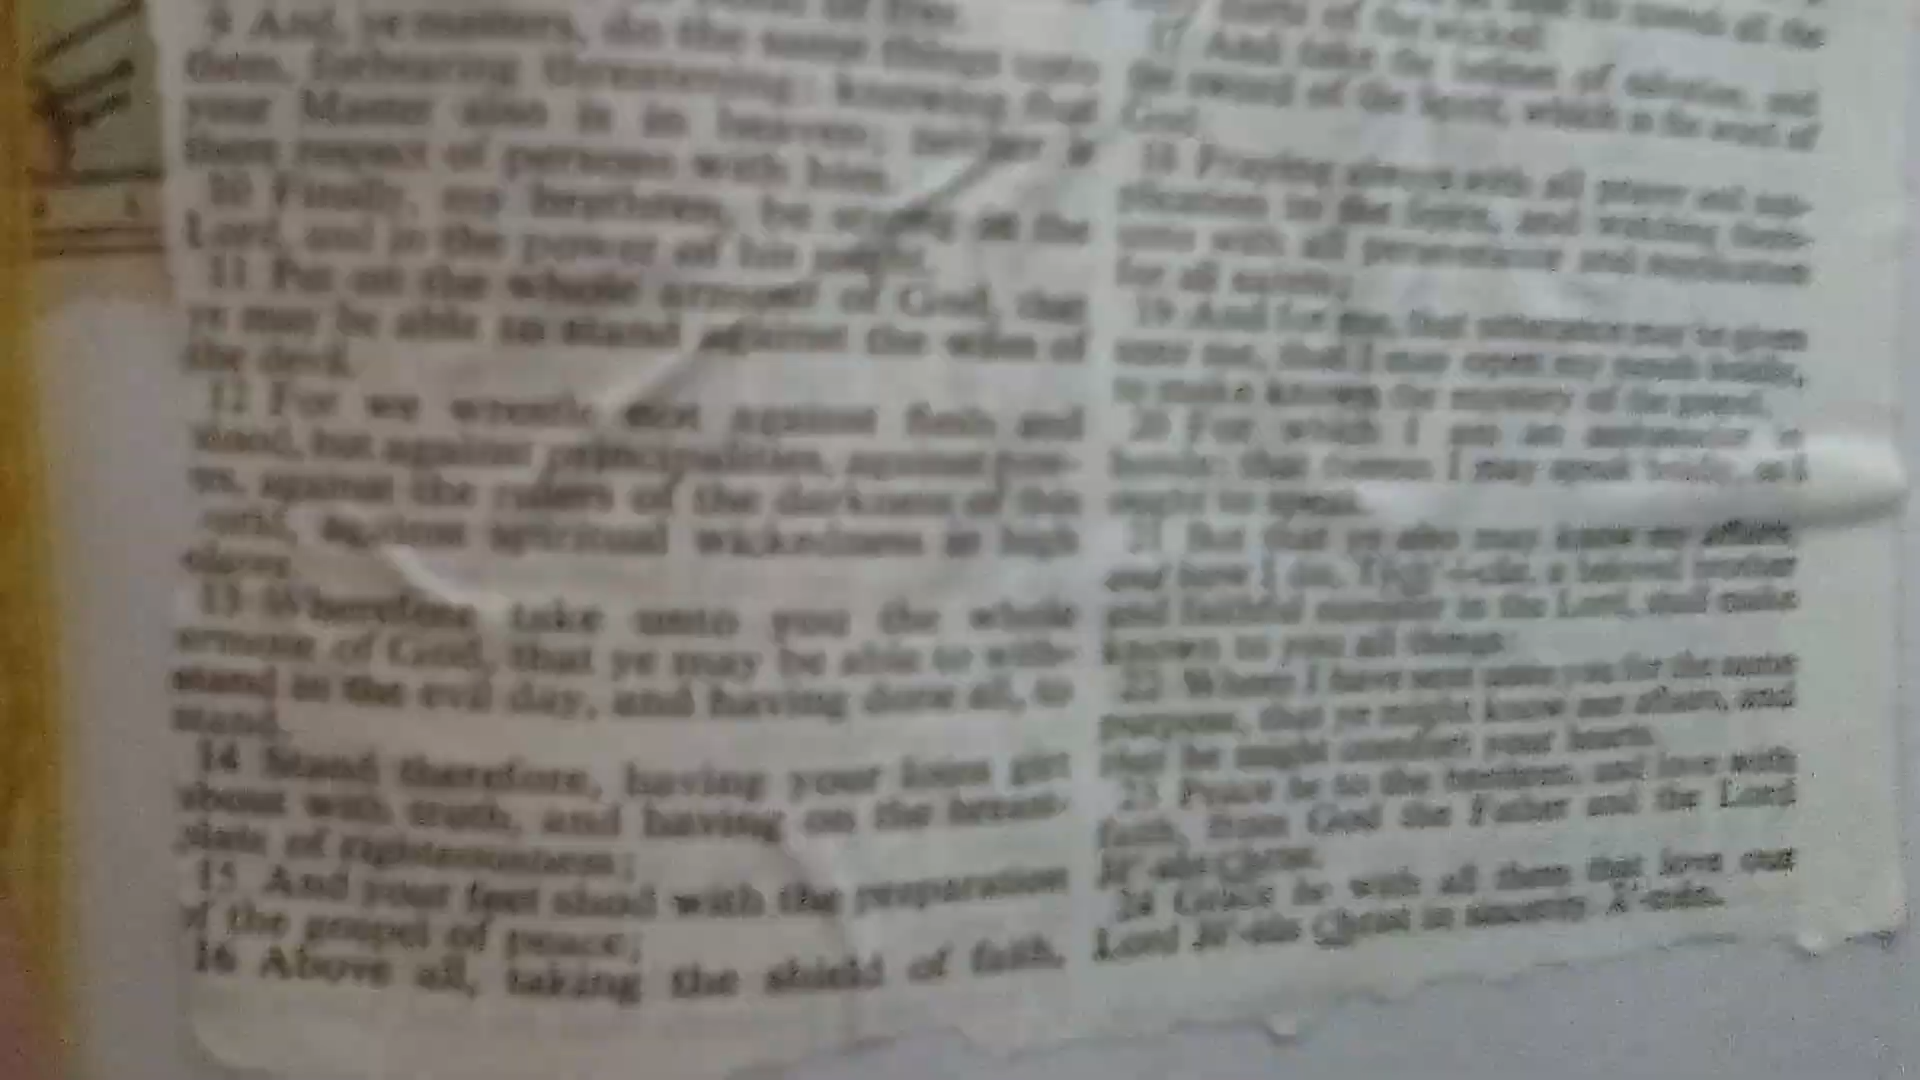 9 And, ye masters, do the same things unto
them, forbearing threatening: knowing that
your Master also is in heaven; neither is
there respect of persons with him.
10 Finally, my brethren, be strong in the
Lord, and in the power of his might.
11 Put on the whole armour of God, that
ye may be able to stand against the wiles of
the devil.
12 For we wrestle not against flesh and
blood, but against principalities, against pow-
ers, against the rulers of the darkness of this
world, against spiritual wickedness in high
places.
13 Wherefore take unto you the whole
armour of God, that ye may be able to with-
stand in the evil day, and having done all, to
stand.
14 Stand therefore, having your loins girt
about with truth, and having on the breast-
plate of righteousness;
15 And your feet shod with the preparation
of the gospel of peace;
16 Above all, taking the shield of faith,
of the wicked.
17 And take the helmet of salvation, and
the sword of the Spirit, which is the word of
God:
18 Praying always with all prayer and sup-
plication in the Spirit, and watching there-
unto with all perseverance and supplication
for all saints;
19 And for me, that utterance may be given
unto me, that I may open my mouth boldly,
to make known the mystery of the gospel,
20 For which I am an ambassador in
bonds: that therein I may speak boldly, as I
ought to speak.
21 But that ye also may know my affairs,
and how I do, a beloved brother
and faithful minister in the Lord, shall make
known to you all things:
22 Whom I have sent unto you for the same
purpose, that ye might know our affairs, and
that he might comfort your hearts.
23 Peace be to the brethren, and love with
faith, from God the Father and the Lord
Jē'-sŭs Christ.
24 Grace be with all them that love our
Lord Jē'-sŭs Christ in sincerity. Ā'-mĕn.